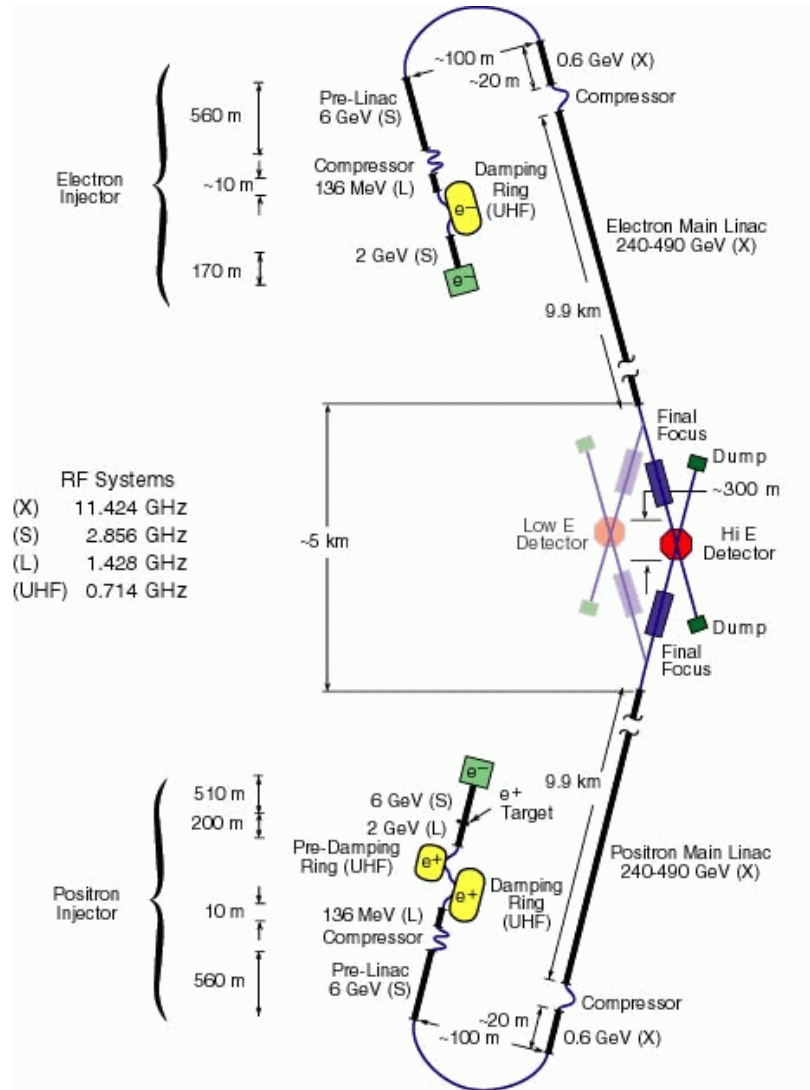 ~100 m
0.6 GeV (X)
~20 m
Compressor
Pre-Linac
6 GeV (S)
560 m
Compressor
136 MeV (L)
Damping
Ring
(UHF)
Electron
Injector
~10 m
e−
2 GeV (S)
170 m
e−
Electron Main Linac
240-490 GeV (X)
9.9 km
Final
Focus
Dump
~300 m
RF Systems
(X) 11.424 GHz
(S) 2.856 GHz
(L) 1.428 GHz
(UHF) 0.714 GHz
~5 km
Low E
Detector
Hi E
Detector
Dump
Final
Focus
9.9 km
e−
510 m
6 GeV (S)
e+
Target
200 m
2 GeV (L)
Pre-Damping
Ring (UHF)
e+
e+
Damping
Ring
(UHF)
Positron Main Linac
240-490 GeV (X)
Positron
Injector
10 m
136 MeV (L)
Compressor
560 m
Pre-Linac
6 GeV (S)
Compressor
~20 m
~100 m
0.6 GeV (X)